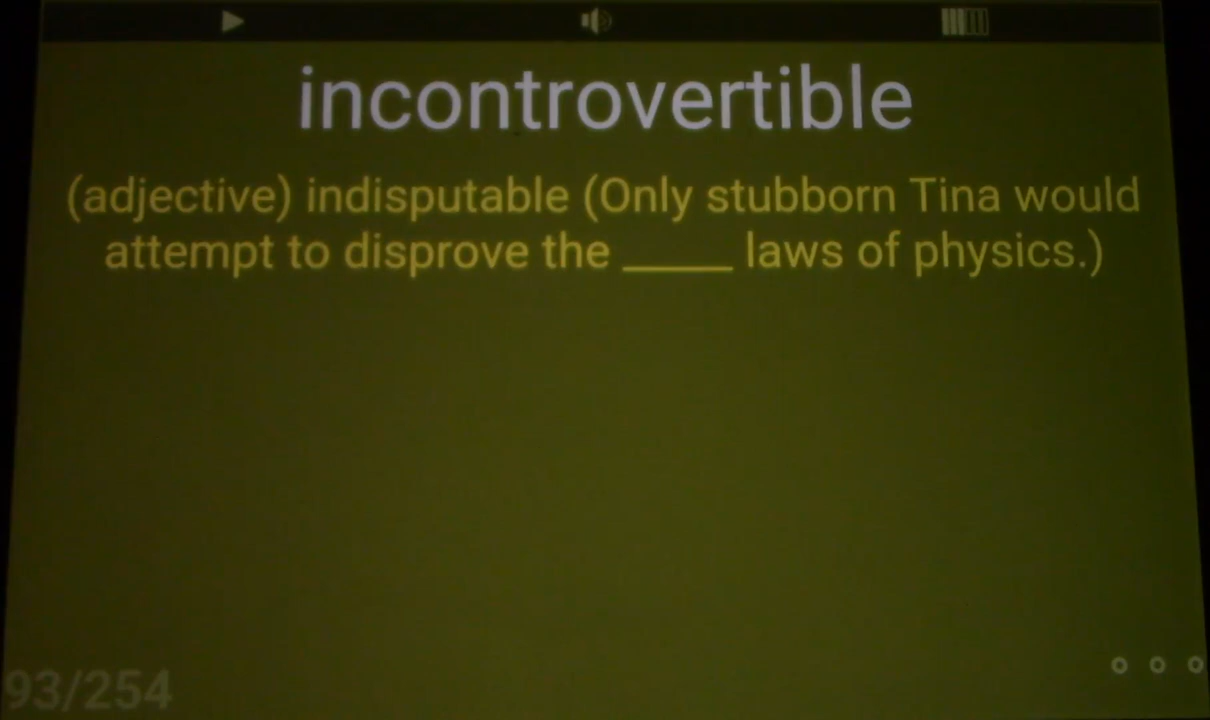 incontrovertible
(adjective) indisputable (Only stubborn Tina would
attempt to disprove the _____ laws of physics.)
93/254